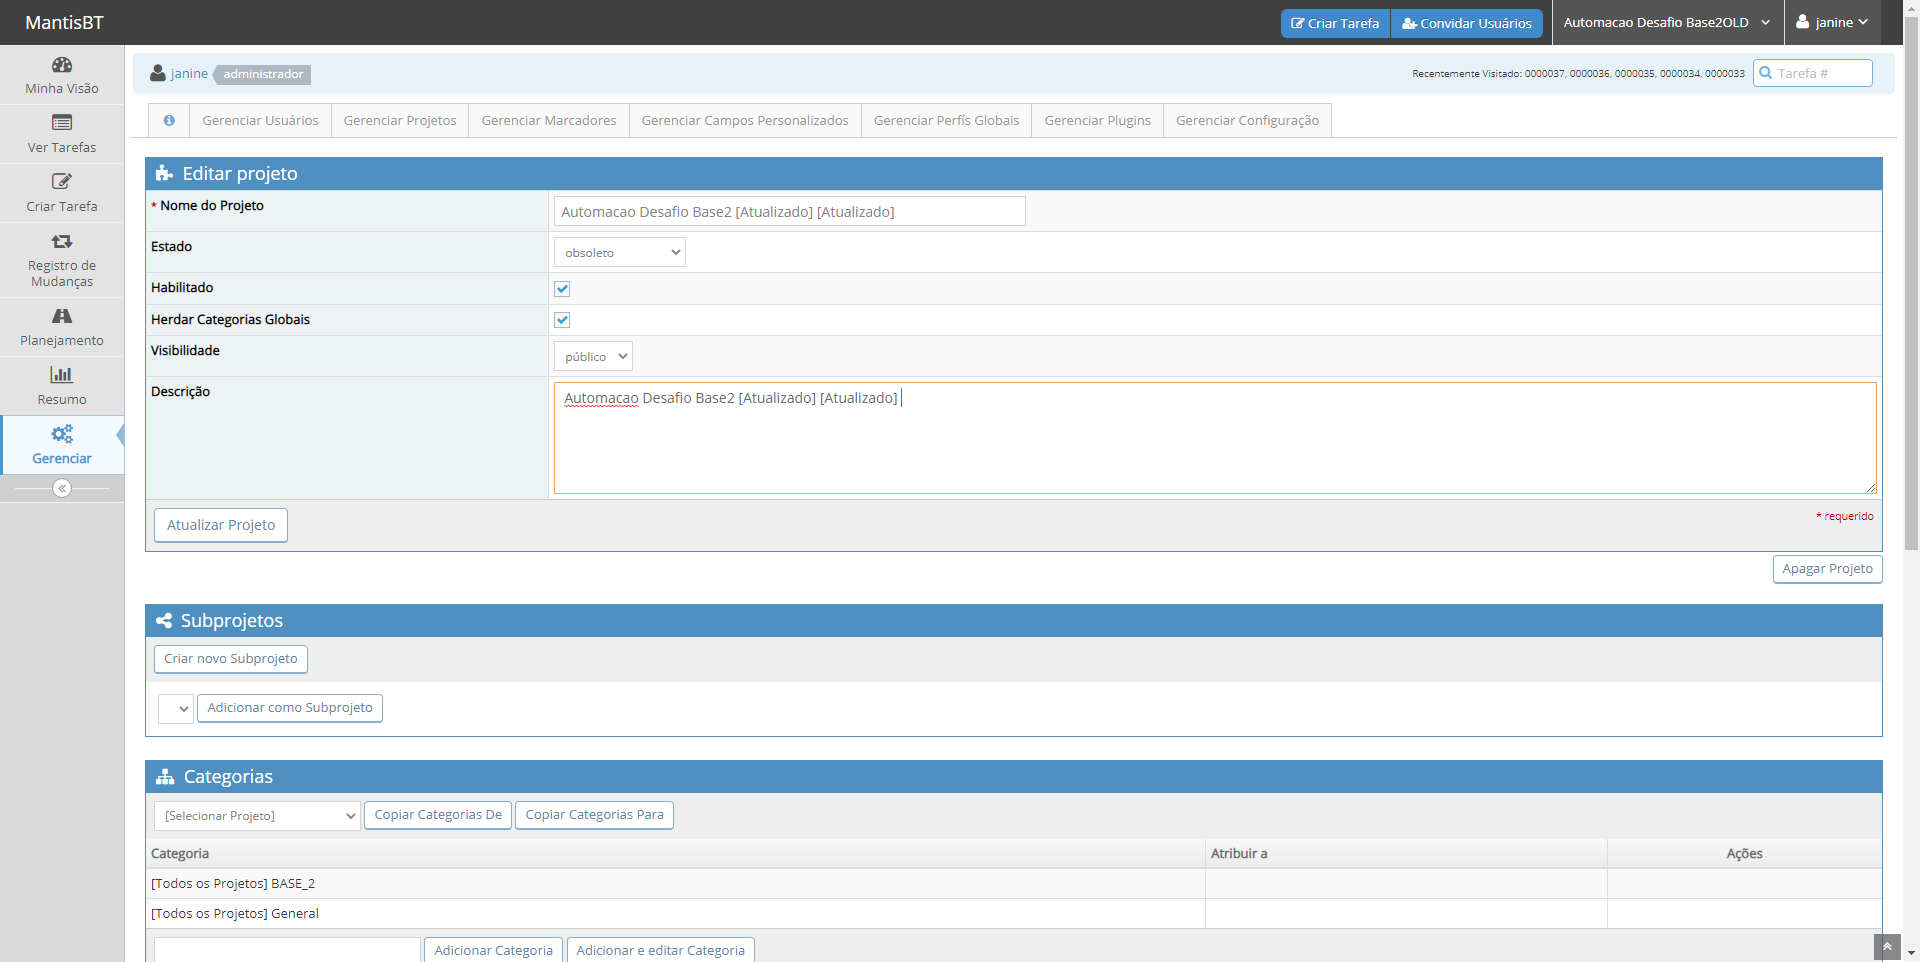 MantisBT
Criar Tarefa
Convidar Usuários
Automacao Desafio Base2OLD
janine
Minha Visão
Ver Tarefas
Criar Tarefa
Registro de
Mudanças
Planejamento
Resumo
Gerenciar
janine administrador
Recentemente Visitado: 0000037, 0000036, 0000035, 0000034, 0000033
Tarefa #
Gerenciar Usuários
Gerenciar Projetos
Gerenciar Marcadores
Gerenciar Campos Personalizados
Gerenciar Perfís Globais
Gerenciar Plugins
Gerenciar Configuração
Editar projeto
* Nome do Projeto
Automacao Desafio Base2 [Atualizado] [Atualizado]
Estado
obsoleto
Habilitado
Herdar Categorias Globais
Visibilidade
público
Descrição
Automacao Desafio Base2 [Atualizado] [Atualizado]
Atualizar Projeto
* requerido
Apagar Projeto
Subprojetos
Criar novo Subprojeto
Adicionar como Subprojeto
Categorias
[Selecionar Projeto]
Copiar Categorias De
Copiar Categorias Para
Categoria
Atribuir a
Ações
[Todos os Projetos] BASE_2
[Todos os Projetos] General
Adicionar Categoria
Adicionar e editar Categoria